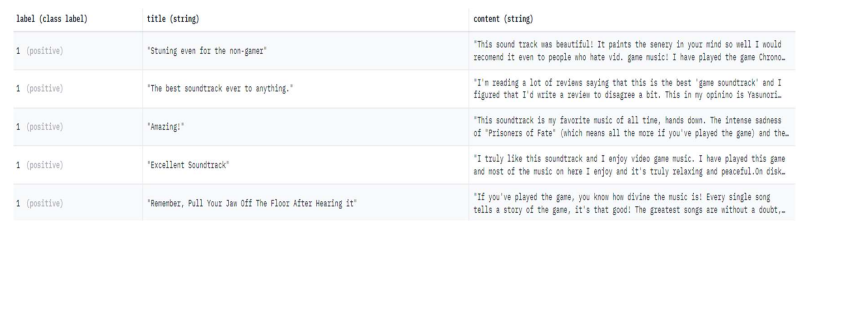 label (class label) title (string) content (string)
1 (positive) "Stuning even for the non-gamer" "This sound track was beautiful! It paints the senery in your mind so well I would
recomend it even to people who hate vid. game music! I have played the game Chrono…
1 (positive) "The best soundtrack ever to anything." "I'm reading a lot of reviews saying that this is the best 'game soundtrack' and I
figured that I'd write a review to disagree a bit. This in my opinino is Yasunori…
1 (positive) "Amazing!" "This soundtrack is my favorite music of all time, hands down. The intense sadness
of "Prisoners of Fate" (which means all the more if you've played the game) and the…
1 (positive) "Excellent Soundtrack" "I truly like this soundtrack and I enjoy video game music. I have played this game
and most of the music on here I enjoy and it's truly relaxing and peaceful.On disk…
1 (positive) "Remember, Pull Your Jaw Off The Floor After Hearing it" "If you've played the game, you know how divine the music is! Every single song
tells a story of the game, it's that good! The greatest songs are without a doubt,…